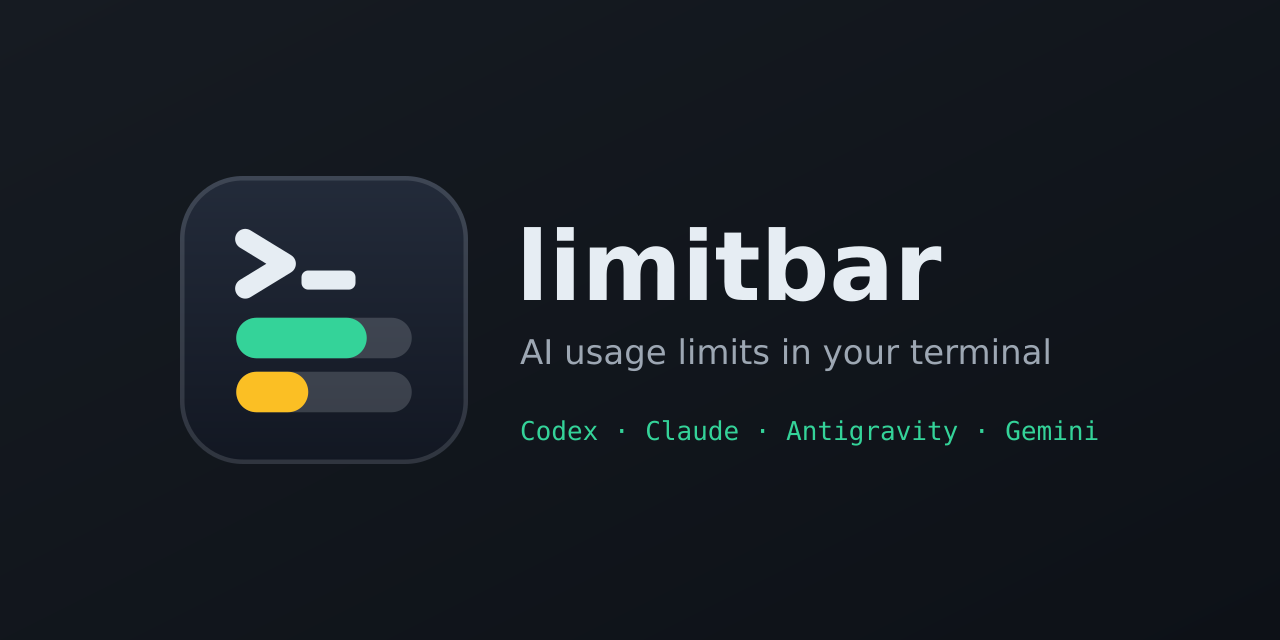 >_
limitbar
AI usage limits in your terminal
Codex · Claude · Antigravity · Gemini